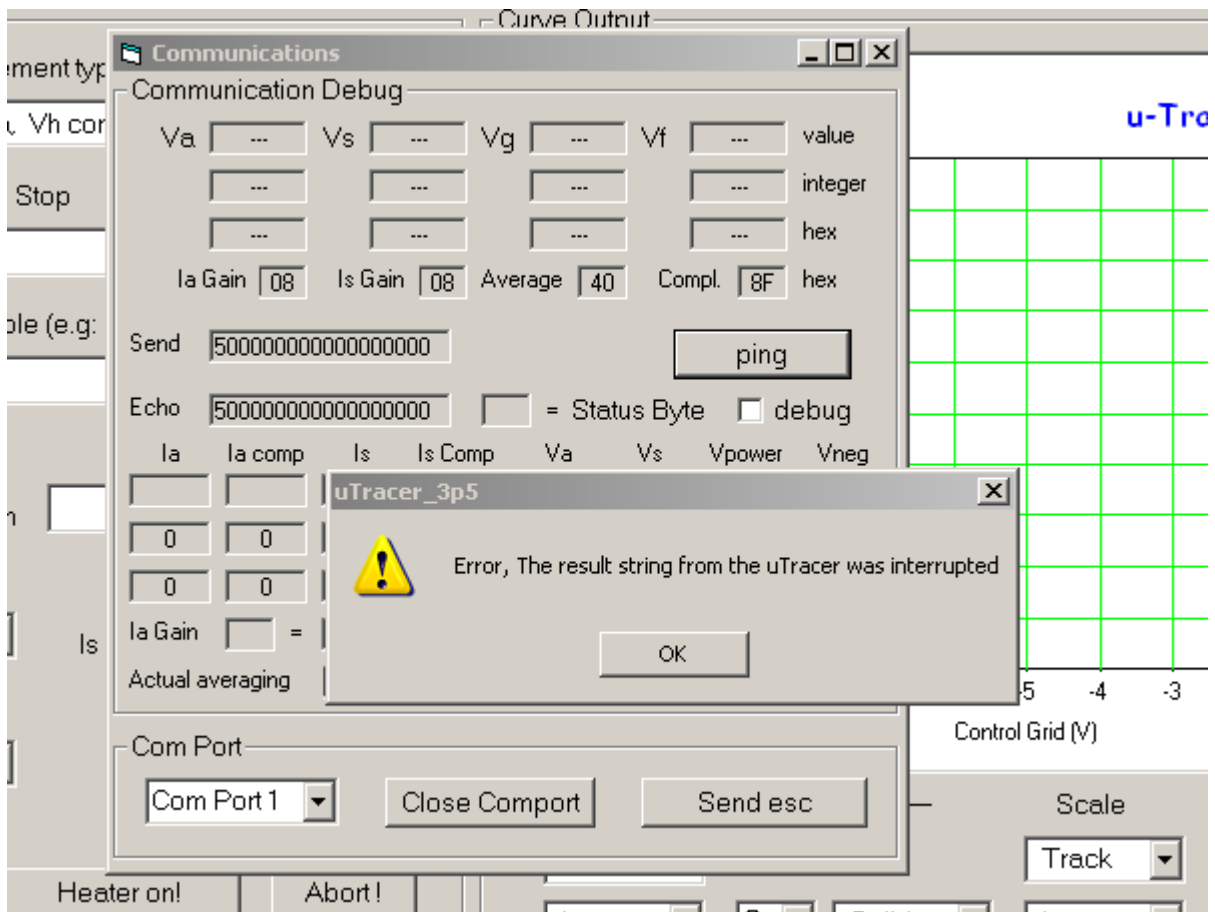 Curve Output
Communications
ement typ
Communication Debug
u-Tra
Vh cor
Va --- Vs --- Vg --- Vf --- value
Stop
--- --- --- --- integer
--- --- --- --- hex
Ia Gain 08 Is Gain 08 Average 40 Compl. 8F hex
ble (e.g:
Send 500000000000000000 ping
Echo 500000000000000000 = Status Byte debug
Ia Ia comp Is Is Comp Va Vs Vpower Vneg
uTracer_3p5
0 0
Error, The result string from the uTracer was interrupted
0 0
Ia Gain =
Is
OK
Actual averaging
-5 -4 -3
Control Grid (V)
Com Port
Com Port 1 Close Comport Send esc
Scale
Track
Heater on! Abort !